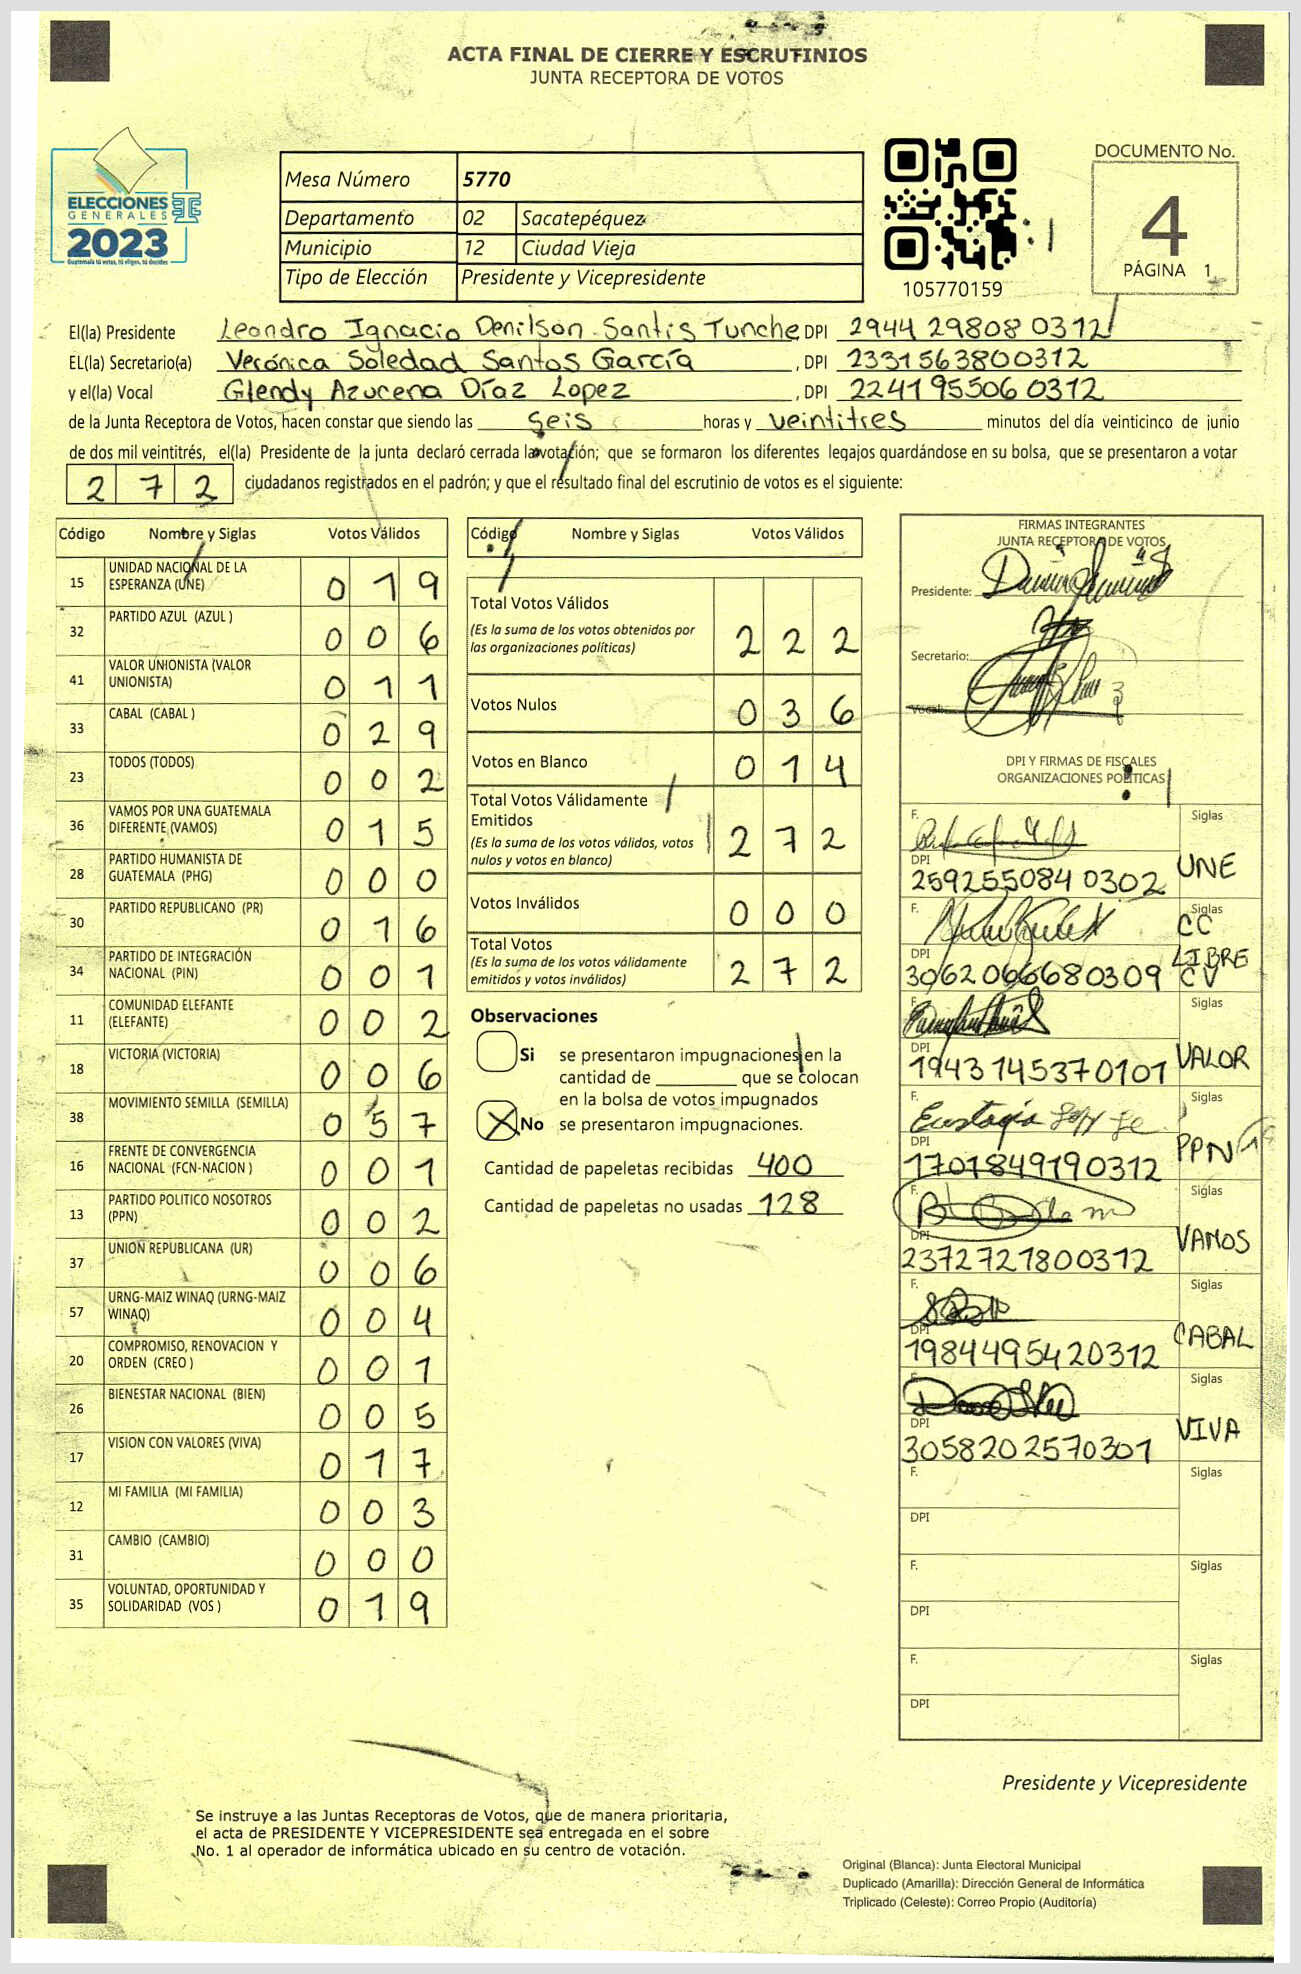 ACTA FINAL DE CIERRE Y ESCRUTINIOS
JUNTA RECEPTORA DE VOTOS
ELECCIONES
GENERALES
2023
Guatemala tú votas, tú eliges, tú decides
Mesa Número 5770
Departamento 02 Sacatepéquez
Municipio 12 Ciudad Vieja
Tipo de Elección Presidente y Vicepresidente
105770159
DOCUMENTO No.
4
PÁGINA 1
El(la) Presidente Leandro Ignacio Denilson Santis Tunche DPI 2944 29808 0312
EL(la) Secretario(a) Verónica Soledad Santos García , DPI 2331563800312
y el(la) Vocal Glendy Azucena Díaz Lopez , DPI 2241955060312
de la Junta Receptora de Votos, hacen constar que siendo las seis horas y veintitres minutos del día veinticinco de junio
de dos mil veintitrés, el(la) Presidente de la junta declaró cerrada la votación; que se formaron los diferentes legajos guardándose en su bolsa, que se presentaron a votar
2 7 2 ciudadanos registrados en el padrón; y que el resultado final del escrutinio de votos es el siguiente:
Código Nombre y Siglas Votos Válidos
15 UNIDAD NACIONAL DE LA ESPERANZA (UNE) 0 1 9
32 PARTIDO AZUL (AZUL ) 0 0 6
41 VALOR UNIONISTA (VALOR UNIONISTA) 0 1 1
33 CABAL (CABAL ) 0 2 9
23 TODOS (TODOS) 0 0 2
36 VAMOS POR UNA GUATEMALA DIFERENTE (VAMOS) 0 1 5
28 PARTIDO HUMANISTA DE GUATEMALA (PHG) 0 0 0
30 PARTIDO REPUBLICANO (PR) 0 1 6
34 PARTIDO DE INTEGRACIÓN NACIONAL (PIN) 0 0 1
11 COMUNIDAD ELEFANTE (ELEFANTE) 0 0 2
18 VICTORIA (VICTORIA) 0 0 6
38 MOVIMIENTO SEMILLA (SEMILLA) 0 5 7
16 FRENTE DE CONVERGENCIA NACIONAL (FCN-NACION ) 0 0 1
13 PARTIDO POLITICO NOSOTROS (PPN) 0 0 2
37 UNION REPUBLICANA (UR) 0 0 6
57 URNG-MAIZ WINAQ (URNG-MAIZ WINAQ) 0 0 4
20 COMPROMISO, RENOVACION Y ORDEN (CREO ) 0 0 1
26 BIENESTAR NACIONAL (BIEN) 0 0 5
17 VISION CON VALORES (VIVA) 0 1 7
12 MI FAMILIA (MI FAMILIA) 0 0 3
31 CAMBIO (CAMBIO) 0 0 0
35 VOLUNTAD, OPORTUNIDAD Y SOLIDARIDAD (VOS ) 0 1 9
Código Nombre y Siglas Votos Válidos
Total Votos Válidos
(Es la suma de los votos obtenidos por
las organizaciones políticas) 2 2 2
Votos Nulos 0 3 6
Votos en Blanco 0 1 4
Total Votos Válidamente
Emitidos
(Es la suma de los votos válidos, votos
nulos y votos en blanco) 2 7 2
Votos Inválidos 0 0 0
Total Votos
(Es la suma de los votos válidamente
emitidos y votos inválidos) 2 7 2
Observaciones
Si se presentaron impugnaciones en la
cantidad de ________ que se colocan
en la bolsa de votos impugnados
X No se presentaron impugnaciones.
Cantidad de papeletas recibidas 400
Cantidad de papeletas no usadas 128
FIRMAS INTEGRANTES
JUNTA RECEPTORA DE VOTOS
Presidente:
Secretario:
Vocal:
DPI Y FIRMAS DE FISCALES
ORGANIZACIONES POLÍTICAS
F. Siglas
DPI 2592550840302 UNE
F. Siglas
DPI 3062066680309 CC LIBRE CV
F. Siglas
DPI 1943145370101 VALOR
F. Eustaqia Siglas
DPI 1701849190312 PPN
F. Siglas
DPI 2372721800312 VAMOS
F. Siglas
DPI 1984495420312 CABAL
F. Siglas
DPI 3058202570301 VIVA
F. Siglas
DPI
F. Siglas
DPI
F. Siglas
DPI
Presidente y Vicepresidente
Se instruye a las Juntas Receptoras de Votos, que de manera prioritaria,
el acta de PRESIDENTE Y VICEPRESIDENTE sea entregada en el sobre
No. 1 al operador de informática ubicado en su centro de votación.
Original (Blanca): Junta Electoral Municipal
Duplicado (Amarilla): Dirección General de Informática
Triplicado (Celeste): Correo Propio (Auditoría)